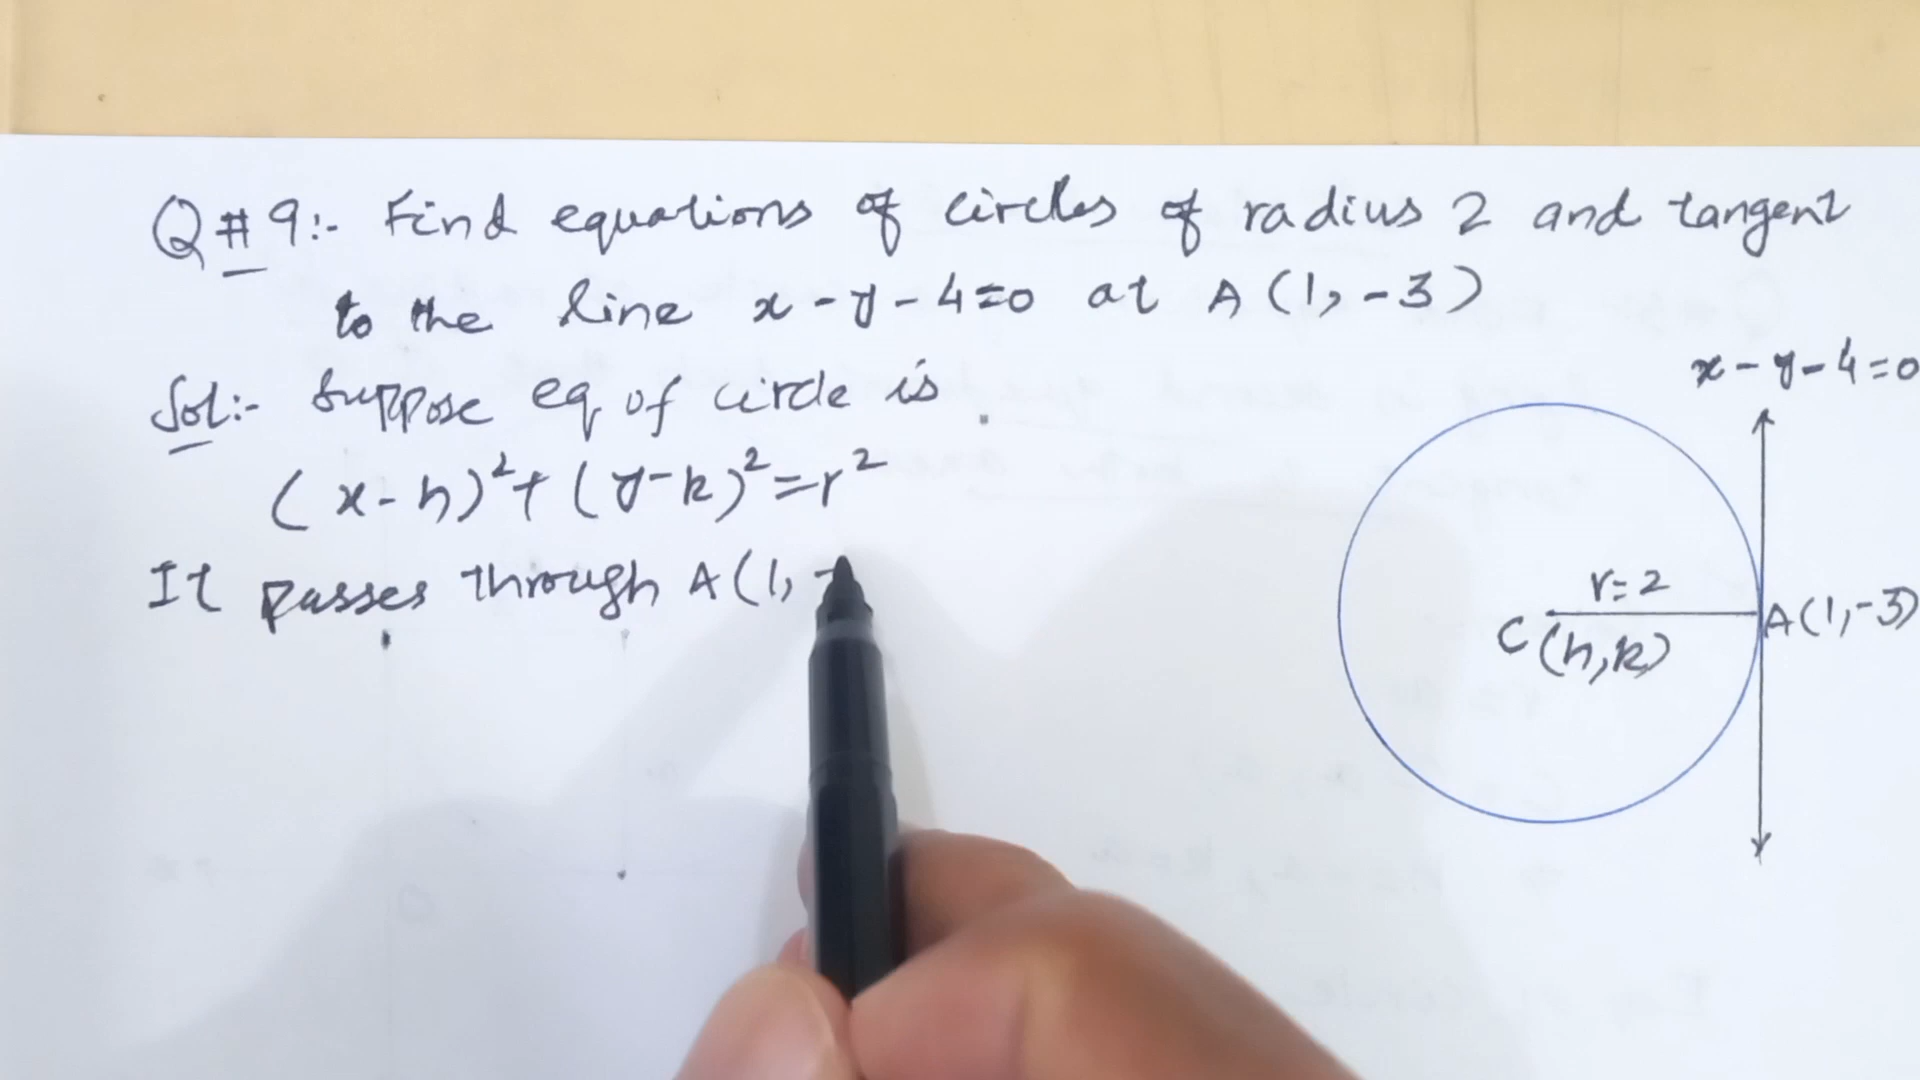 Q#9:- Find equations of circles of radius 2 and tangent
to the line x-y-4=0 at A(1,-3)
Sol:- Suppose eq of circle is
(x-h)²+(y-k)²=r²
It passes through A(1,-
x-y-4=0
r=2
C(h,k)
A(1,-3)